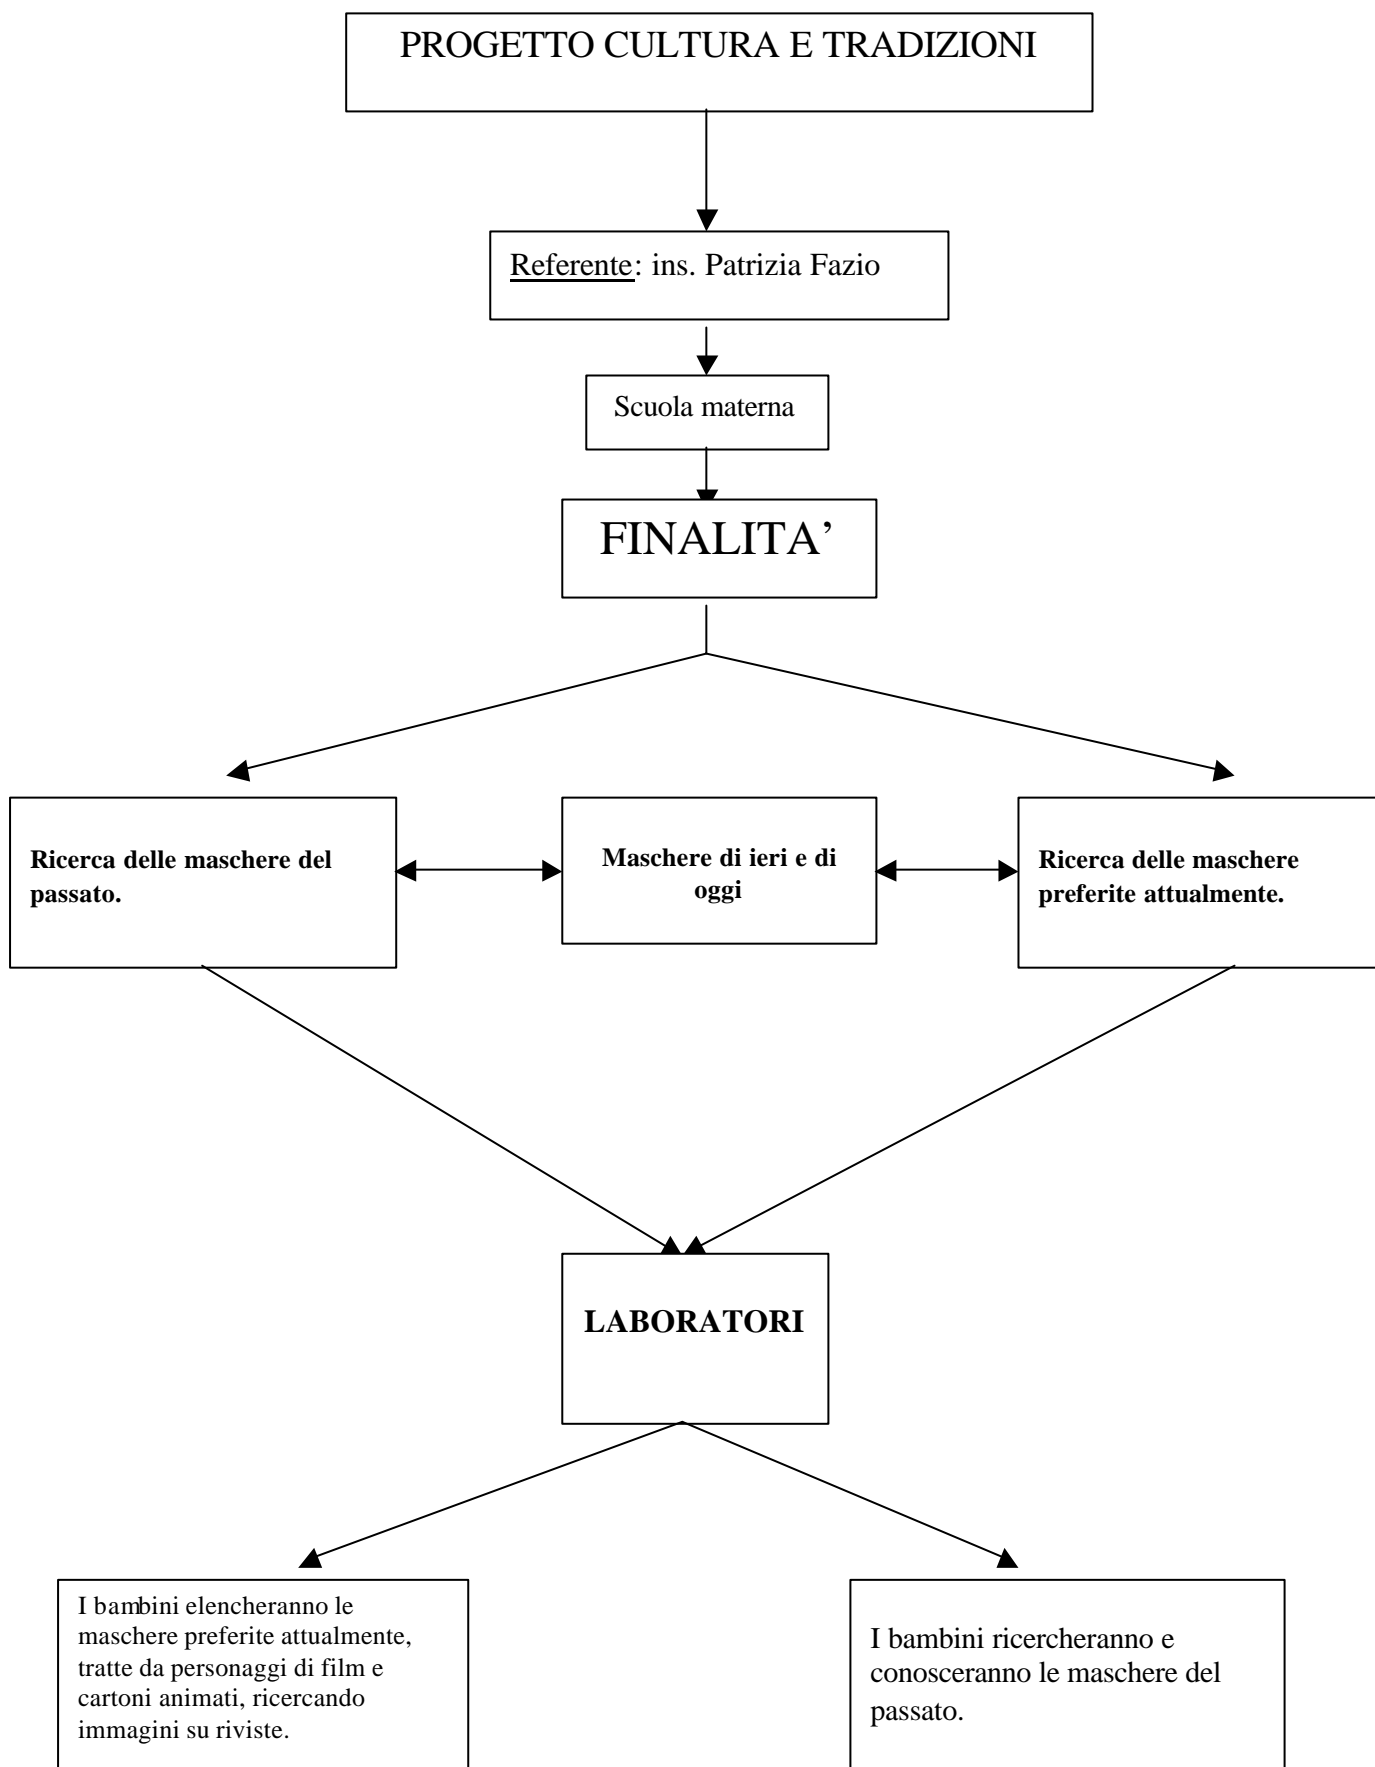 PROGETTO CULTURA E TRADIZIONI
Referente: ins. Patrizia Fazio
Scuola materna
FINALITA’
Ricerca delle maschere del
passato.
Maschere di ieri e di
oggi
Ricerca delle maschere
preferite attualmente.
LABORATORI
I bambini elencheranno le
maschere preferite attualmente,
tratte da personaggi di film e
cartoni animati, ricercando
immagini su riviste.
I bambini ricercheranno e
conosceranno le maschere del
passato.